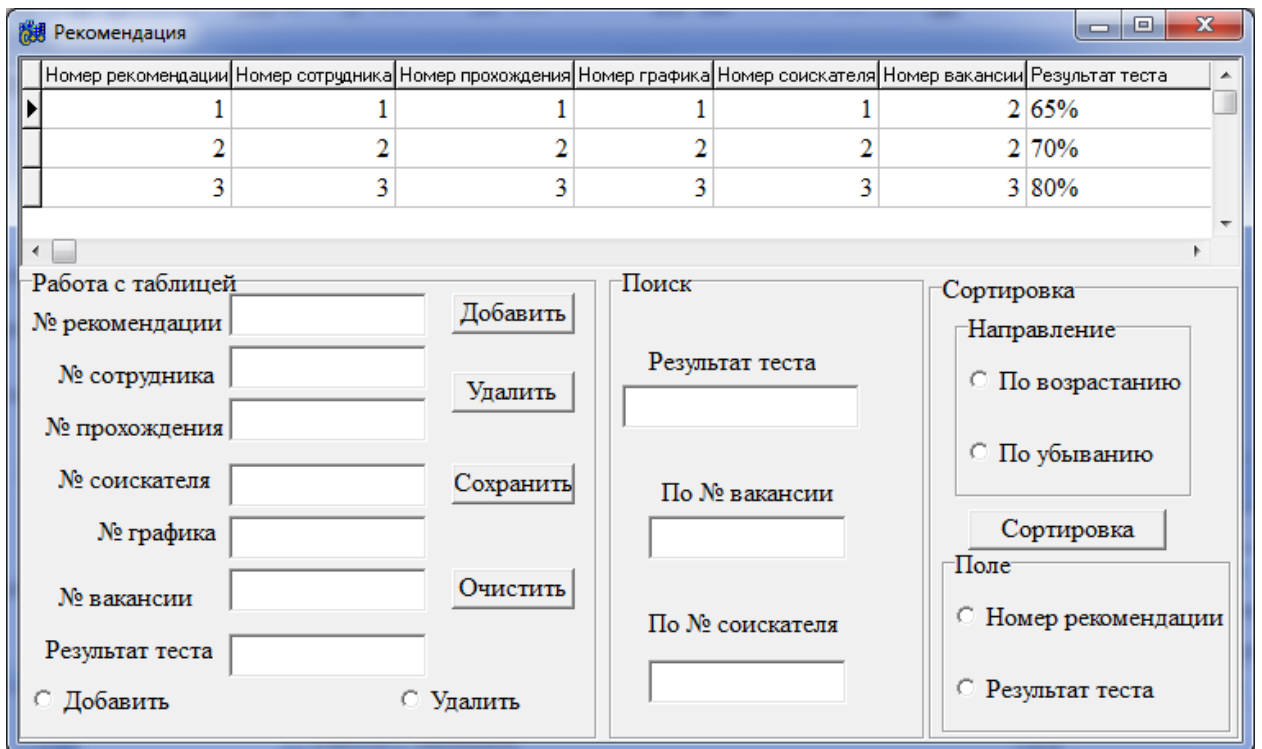 Рекомендация
Номер рекомендации Номер сотрудника Номер прохождения Номер графика Номер соискателя Номер вакансии Результат теста
1 1 1 1 1 2 65%
2 2 2 2 2 2 70%
3 3 3 3 3 3 80%
Работа с таблицей
№ рекомендации
№ сотрудника
№ прохождения
№ соискателя
№ графика
№ вакансии
Результат теста
Добавить
Удалить
Сохранить
Очистить
Добавить Удалить
Поиск
Результат теста
По № вакансии
По № соискателя
Сортировка
Направление
По возрастанию
По убыванию
Сортировка
Поле
Номер рекомендации
Результат теста